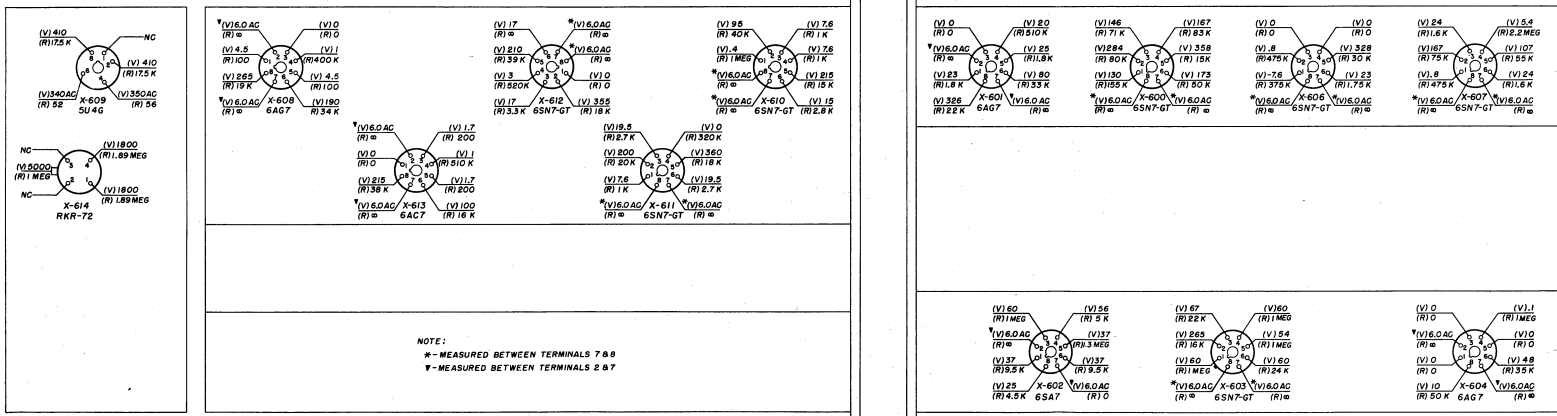 (V) 410
(R) 17.5 K
NC
(V) 410
(R) 17.5 K
8
2
6
4
(V) 340AC
(R) 52
(V) 350AC
(R) 56
X-609
5U4G
NC
(V) 1800
(R) 1.89 MEG
(V) 5000
(R) 1 MEG
3
4
2
1
NC
(V) 1800
(R) 1.89 MEG
X-614
RKR-72
▼(V) 6.0 AC
(R) ∞
(V) 0
(R) 0
(V) 4.5
(R) 100
(V) 1
(R) 400 K
(V) 265
(R) 19 K
(V) 4.5
(R) 100
▼(V) 6.0 AC
(R) ∞
(V) 190
(R) 34 K
X-608
6AG7
(V) 17
(R) ∞
*(V) 6.0 AC
(R) ∞
(V) 210
(R) 39 K
*(V) 6.0 AC
(R) ∞
(V) 3
(R) 520K
(V) 0
(R) 0
(V) 17
(R) 3.3 K
(V) 355
(R) 18 K
X-612
6SN7-GT
(V) 95
(R) 40 K
(V) 7.6
(R) 1 K
(V) .4
(R) 1 MEG
(V) 7.6
(R) 1 K
*(V) 6.0 AC
(R) ∞
(V) 215
(R) 15 K
*(V) 6.0 AC
(R) ∞
(V) 15
(R) 2.8 K
X-610
6SN7-GT
▼(V) 6.0 AC
(R) ∞
(V) 1.7
(R) 200
(V) 0
(R) 0
(V) 1
(R) 510 K
(V) 215
(R) 38 K
(V) 1.7
(R) 200
▼(V) 6.0 AC
(R) ∞
(V) 100
(R) 16 K
X-613
6AC7
(V) 19.5
(R) 2.7 K
(V) 0
(R) 320 K
(V) 200
(R) 20 K
(V) 360
(R) 18 K
(V) 7.6
(R) 1 K
(V) 19.5
(R) 2.7 K
*(V) 6.0 AC
(R) ∞
*(V) 6.0 AC
(R) ∞
X-611
6SN7-GT
NOTE:
*- MEASURED BETWEEN TERMINALS 7 & 8
▼- MEASURED BETWEEN TERMINALS 2 & 7
(V) 0
(R) 0
(V) 20
(R) 510 K
▼(V) 6.0 AC
(R) ∞
(V) 25
(R) 1.8K
(V) 23
(R) 1.8 K
(V) 80
(R) 33 K
(V) 326
(R) 22 K
▼(V) 6.0 AC
(R) ∞
X-601
6AG7
(V) 146
(R) 71 K
(V) 167
(R) 83 K
(V) 284
(R) 80 K
(V) 358
(R) 15K
(V) 130
(R) 155 K
(V) 173
(R) 50 K
*(V) 6.0 AC
(R) ∞
*(V) 6.0 AC
(R) ∞
X-600
6SN7-GT
(V) 0
(R) 0
(V) 0
(R) 0
(V) .8
(R) 475 K
(V) 328
(R) 30 K
(V) -7.6
(R) 375 K
(V) 23
(R) 1.75 K
*(V) 6.0 AC
(R) ∞
*(V) 6.0 AC
(R) ∞
X-606
6SN7-GT
(V) 24
(R) 1.6 K
(V) 5.4
(R) 2.2 MEG
(V) 167
(R) 75 K
(V) 107
(R) 55 K
(V) .8
(R) 475 K
(V) 24
(R) 1.6 K
*(V) 6.0 AC
(R) ∞
*(V) 6.0 AC
(R) ∞
X-607
6SN7-GT
(V) 60
(R) 1 MEG
(V) 56
(R) 5 K
▼(V) 6.0 AC
(R) ∞
(V) 37
(R) 1.3 MEG
(V) 37
(R) 9.5 K
(V) 37
(R) 9.5 K
(V) 25
(R) 4.5 K
▼(V) 6.0 AC
(R) 0
X-602
6SA7
(V) 67
(R) 22 K
(V) 60
(R) 1 MEG
(V) 265
(R) 16 K
(V) 54
(R) 1 MEG
(V) 60
(R) 1 MEG
(V) 60
(R) 24 K
*(V) 6.0 AC
(R) ∞
*(V) 6.0 AC
(R) ∞
X-603
6SN7-GT
(V) 0
(R) 0
(V) .1
(R) 1 MEG
▼(V) 6.0 AC
(R) ∞
(V) 0
(R) 0
(V) 0
(R) 0
(V) 48
(R) 35 K
(V) 10
(R) 50 K
▼(V) 6.0 AC
(R) ∞
X-604
6AG7